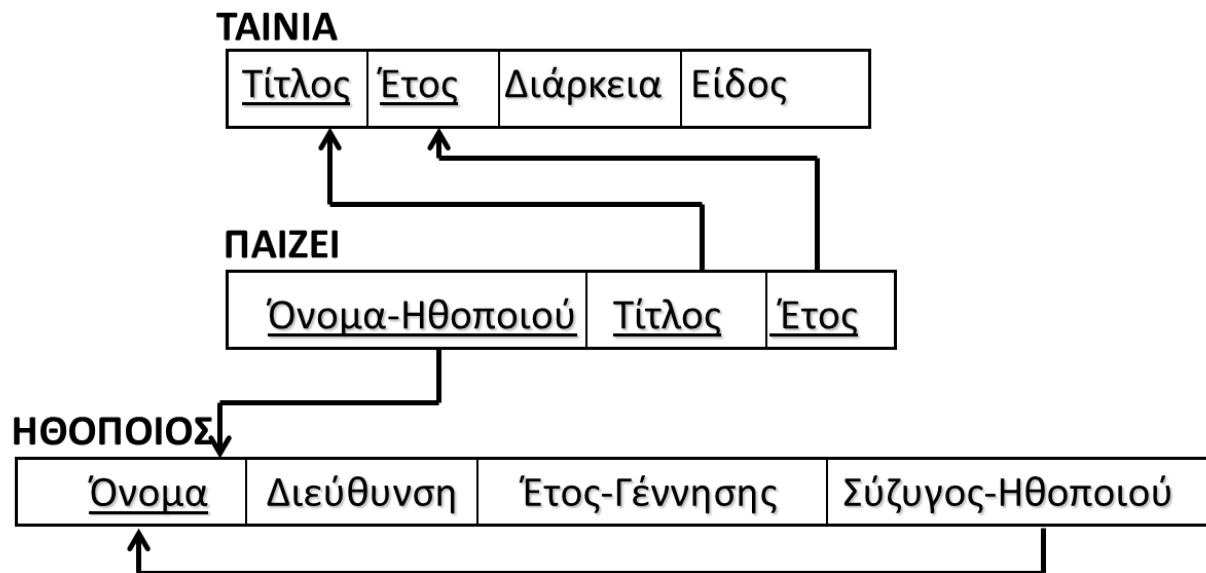 ΤΑΙΝΙΑ
Τίτλος Έτος Διάρκεια Είδος
ΠΑΙΖΕΙ
Όνομα-Ηθοποιού Τίτλος Έτος
ΗΘΟΠΟΙΟΣ
Όνομα Διεύθυνση Έτος-Γέννησης Σύζυγος-Ηθοποιού